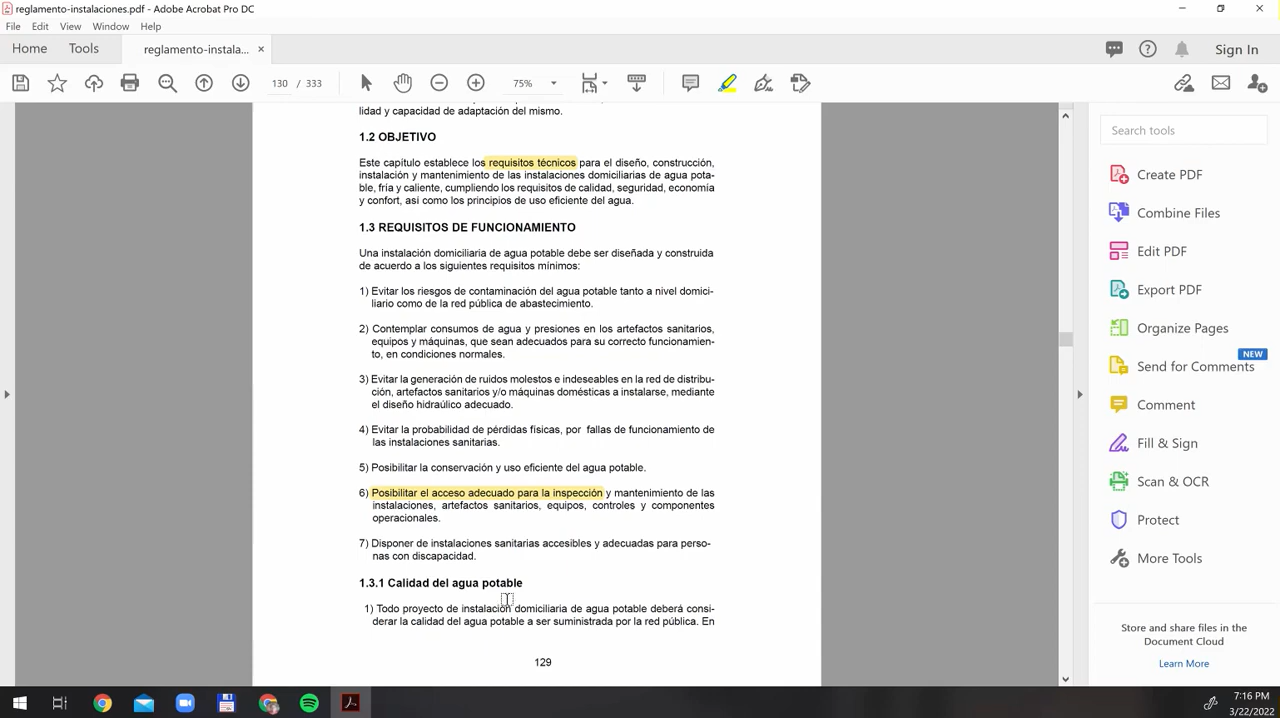 reglamento-instalaciones.pdf - Adobe Acrobat Pro DC
File Edit View Window Help
Home Tools reglamento-instala... × Sign In
130 / 333 75%
lidad y capacidad de adaptación del mismo.
1.2 OBJETIVO
Este capítulo establece los requisitos técnicos para el diseño, construcción,
instalación y mantenimiento de las instalaciones domiciliarias de agua pota-
ble, fría y caliente, cumpliendo los requisitos de calidad, seguridad, economía
y confort, asi como los principios de uso eficiente del agua.
1.3 REQUISITOS DE FUNCIONAMIENTO
Una instalación domiciliaria de agua potable debe ser diseñada y construida
de acuerdo a los siguientes requisitos mínimos:
1) Evitar los riesgos de contaminación del agua potable tanto a nivel domici-
liario como de la red pública de abastecimiento.
2) Contemplar consumos de agua y presiones en los artefactos sanitarios,
equipos y máquinas, que sean adecuados para su correcto funcionamien-
to, en condiciones normales.
3) Evitar la generación de ruidos molestos e indeseables en la red de distribu-
ción, artefactos sanitarios y/o máquinas domésticas a instalarse, mediante
el diseño hidraúlico adecuado.
4) Evitar la probabilidad de pérdidas físicas, por fallas de funcionamiento de
las instalaciones sanitarias.
5) Posibilitar la conservación y uso eficiente del agua potable.
6) Posibilitar el acceso adecuado para la inspección y mantenimiento de las
instalaciones, artefactos sanitarios, equipos, controles y componentes
operacionales.
7) Disponer de instalaciones sanitarias accesibles y adecuadas para perso-
nas con discapacidad.
1.3.1 Calidad del agua potable
1) Todo proyecto de instalación domiciliaria de agua potable deberá consi-
derar la calidad del agua potable a ser suministrada por la red pública. En
129
Search tools
Create PDF
Combine Files
Edit PDF
Export PDF
Organize Pages
NEW
Send for Comments
Comment
Fill & Sign
Scan & OCR
Protect
More Tools
Store and share files in the
Document Cloud
Learn More
7:16 PM
3/22/2022